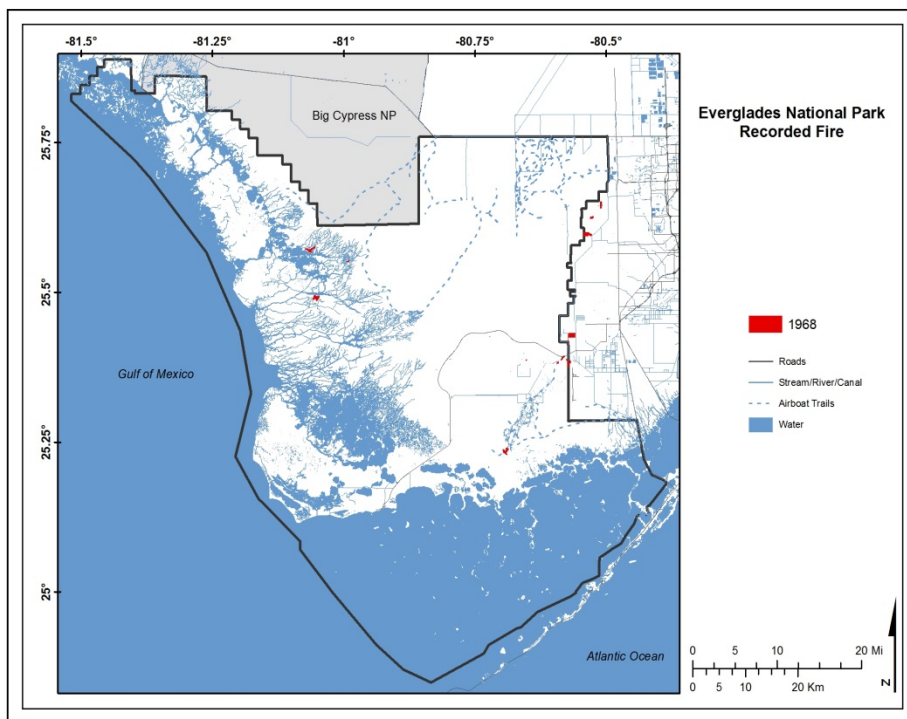 -81.5
-81.25
-81
-80.75
-80.5
Big Cypress NP
Everglades National Park
Recorded Fire
25.75
25.5
25.25
25°
Gulf of Mexico
Atlantic Ocean
1968
Roads
Stream/River/Canal
Airboat Trails
Water
0 5 10 20 Mi
0 5 10 20 Km
N